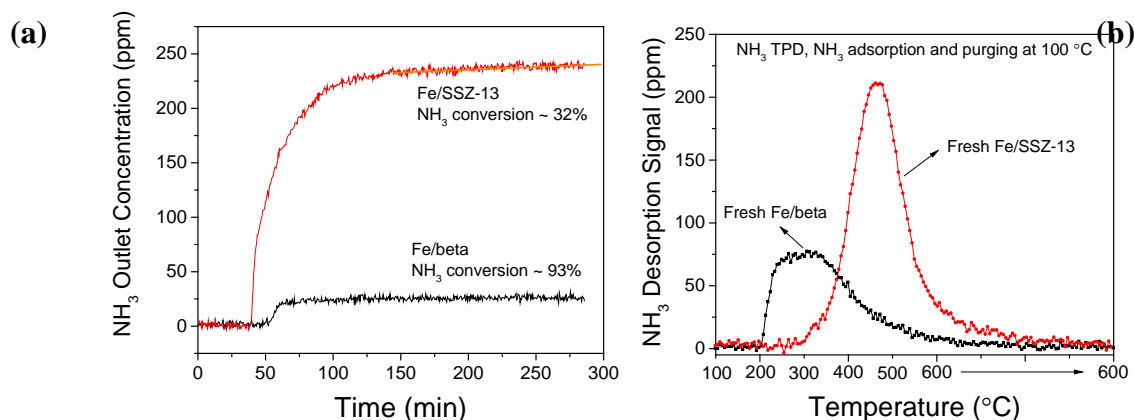 (a)
NH3 Outlet Concentration (ppm)
250
200
150
100
50
0
Fe/SSZ-13
NH3 conversion ~ 32%
Fe/beta
NH3 conversion ~ 93%
0 50 100 150 200 250 300
Time (min)
(b)
NH3 Desorption Signal (ppm)
250
200
150
100
50
0
NH3 TPD, NH3 adsorption and purging at 100 °C
Fresh Fe/SSZ-13
Fresh Fe/beta
100 200 300 400 500 600 600
Temperature (°C)